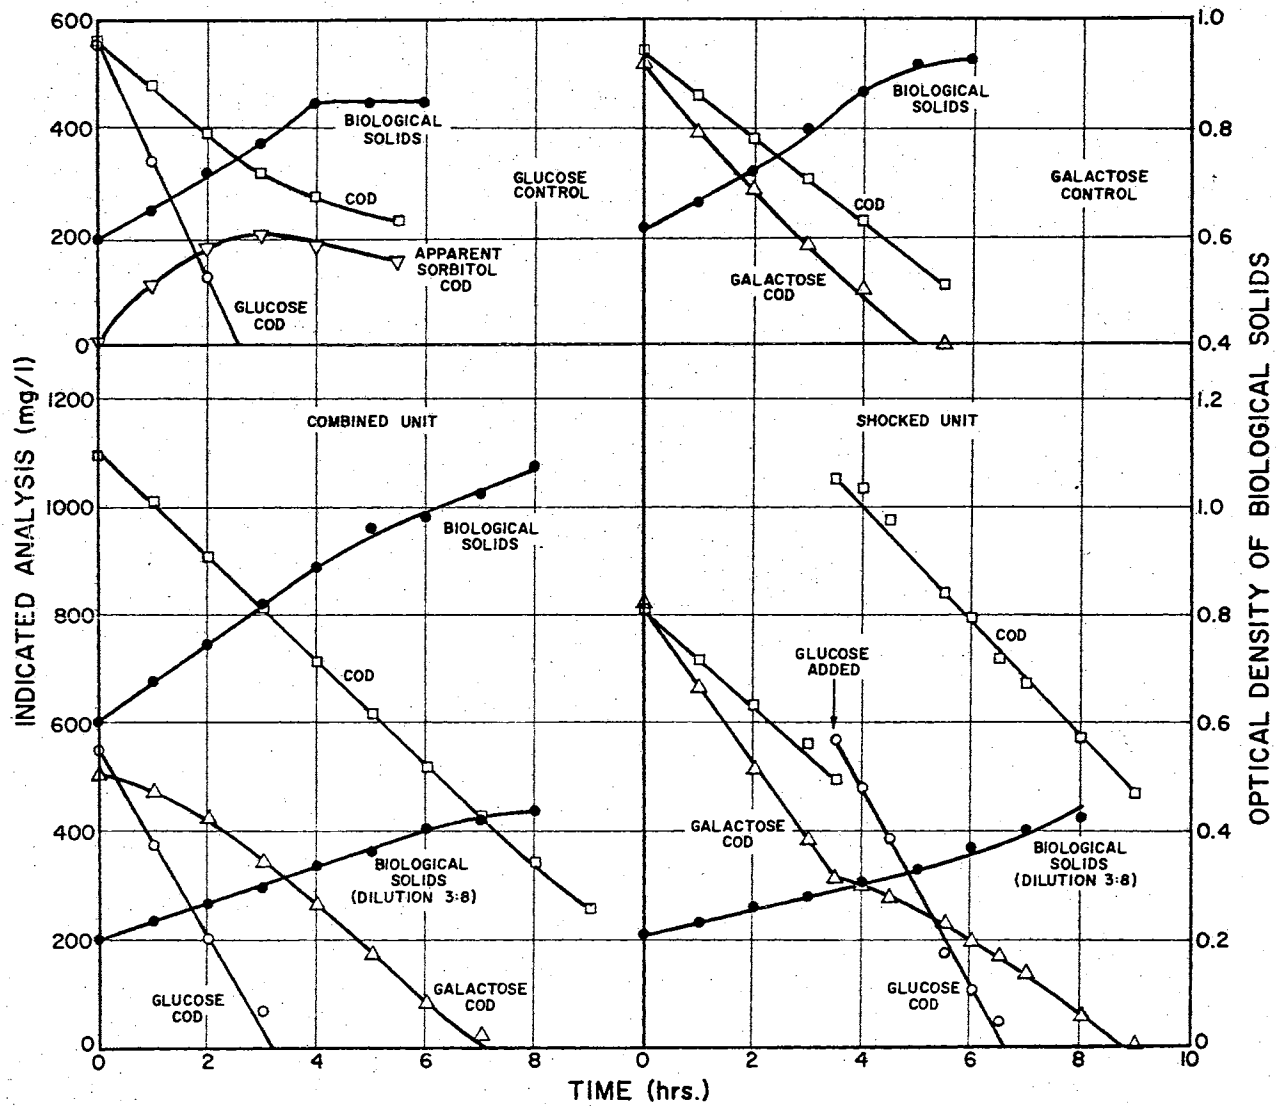 600
400
200
0
BIOLOGICAL
SOLIDS
COD
GLUCOSE
CONTROL
APPARENT
SORBITOL
COD
GLUCOSE
COD
BIOLOGICAL
SOLIDS
COD
GALACTOSE
CONTROL
GALACTOSE
COD
1.0
0.8
0.6
0.4
INDICATED ANALYSIS (mg/l)
1200
1000
800
600
400
200
0
COMBINED UNIT
BIOLOGICAL
SOLIDS
COD
BIOLOGICAL
SOLIDS
(DILUTION 3:8)
GLUCOSE
COD
GALACTOSE
COD
0
2
4
6
8
SHOCKED UNIT
GLUCOSE
ADDED
COD
GALACTOSE
COD
BIOLOGICAL
SOLIDS
(DILUTION 3:8)
GLUCOSE
COD
0
2
4
6
8
10
1.2
1.0
0.8
0.6
0.4
0.2
0
OPTICAL DENSITY OF BIOLOGICAL SOLIDS
TIME (hrs.)